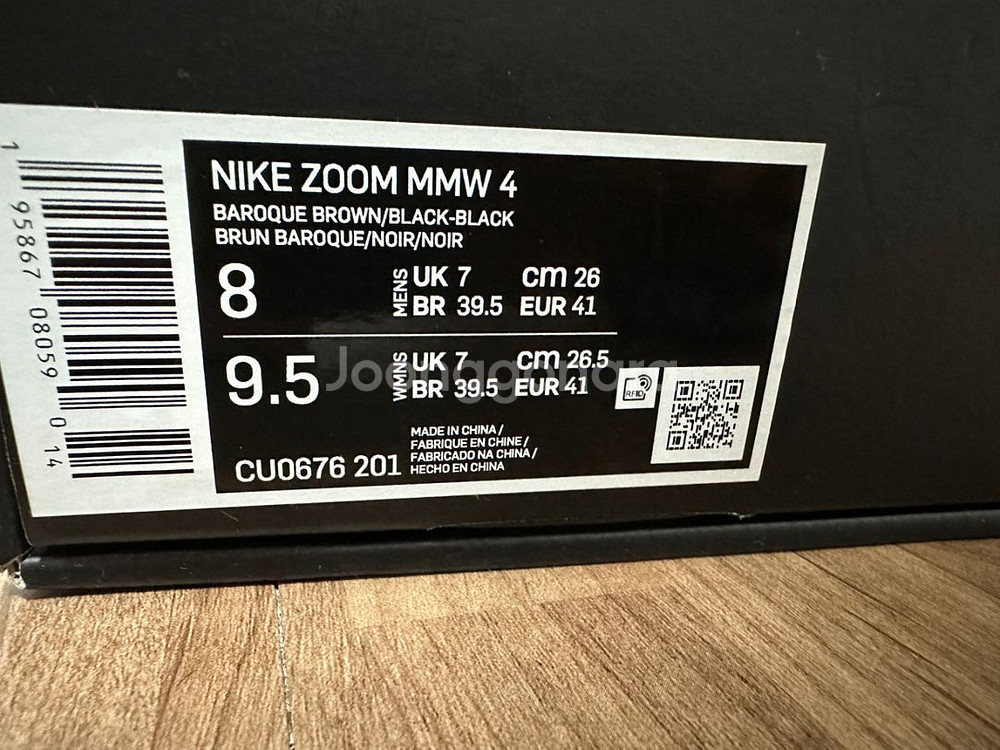 1 95867 08059 0 14
NIKE ZOOM MMW 4
BAROQUE BROWN/BLACK-BLACK
BRUN BAROQUE/NOIR/NOIR
8 MENS UK 7 cm 26
BR 39.5 EUR 41
9.5 WMNS UK 7 cm 26.5
BR 39.5 EUR 41
Joonggonara
RFID
MADE IN CHINA /
FABRIQUE EN CHINE /
FABRICADO NA CHINA /
CU0676 201 HECHO EN CHINA